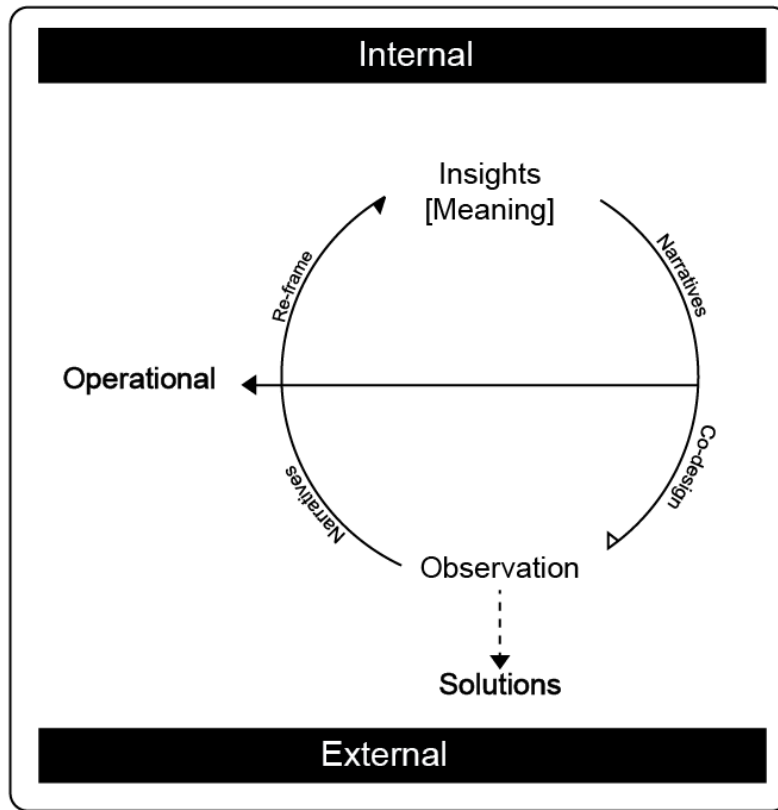 Internal
Insights
[Meaning]
Re-frame
Narratives
Operational
Narratives
Co-design
Observation
Solutions
External